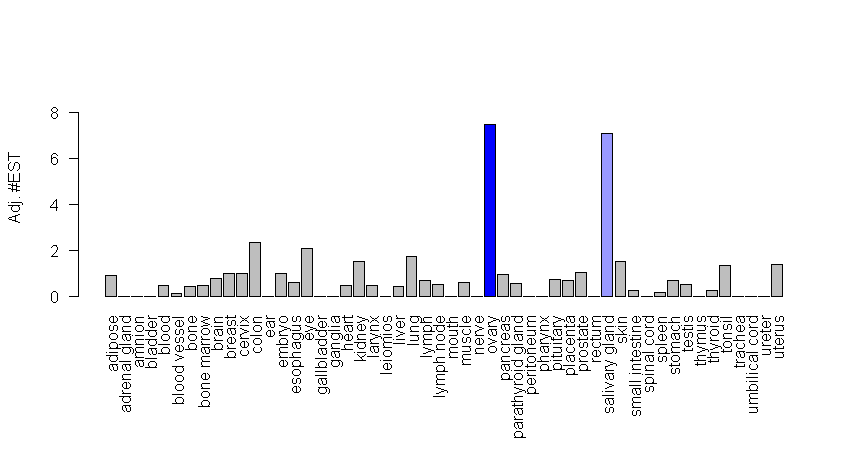 8
6
4
2
0
Adj. #EST
adipose
adrenal gland
amnion
bladder
blood
blood vessel
bone
bone marrow
brain
breast
cervix
colon
ear
embryo
esophagus
eye
gallbladder
ganglia
heart
kidney
larynx
leiomios
liver
lung
lymph
lymph node
mouth
muscle
nerve
ovary
pancreas
parathyroid gland
peritoneum
pharynx
pituitary
placenta
prostate
rectum
salivary gland
skin
small intestine
spinal cord
spleen
stomach
testis
thymus
thyroid
tonsil
trachea
umbilical cord
ureter
uterus